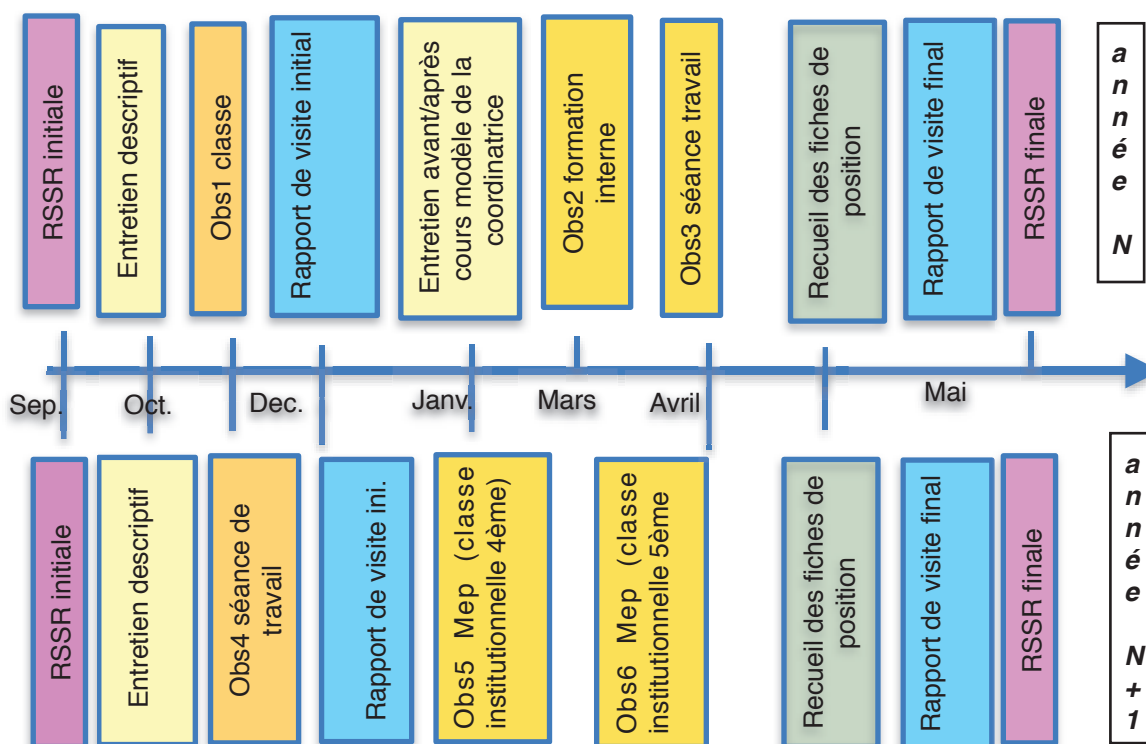 RSSR initiale
Entretien descriptif
Obs1 classe
Rapport de visite initial
Entretien avant/après
cours modèle de la
coordinatrice
Obs2 formation
interne
Obs3 séance travail
Recueil des fiches de
position
Rapport de visite final
RSSR finale
année N
Sep.
Oct.
Dec.
Janv.
Mars
Avril
Mai
RSSR initiale
Entretien descriptif
Obs4 séance de
travail
Rapport de visite ini.
Obs5 Mep (classe
institutionnelle 4ème)
Obs6 Mep (classe
institutionnelle 5ème
Recueil des fiches de
position
Rapport de visite final
RSSR finale
année N+1